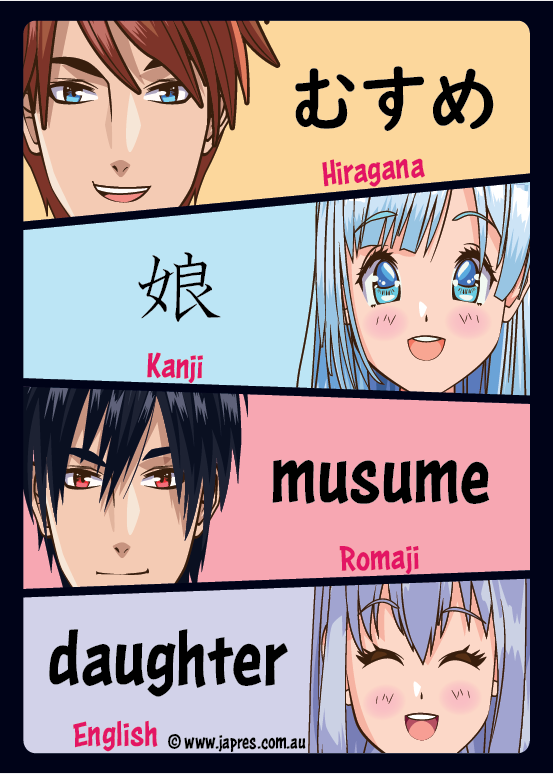 むすめ
Hiragana
娘
Kanji
musume
Romaji
daughter
English © www.japres.com.au